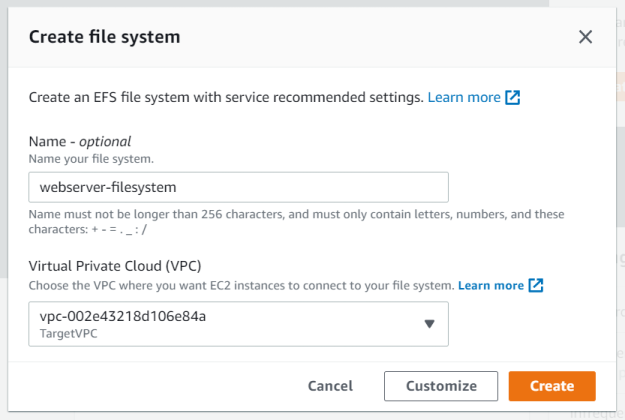 Create file system
Create an EFS file system with service recommended settings. Learn more
Name - optional
Name your file system.
webserver-filesystem
Name must not be longer than 256 characters, and must only contain letters, numbers, and these
characters: + - = . _ : /
Virtual Private Cloud (VPC)
Choose the VPC where you want EC2 instances to connect to your file system. Learn more
vpc-002e43218d106e84a
TargetVPC
Cancel
Customize
Create